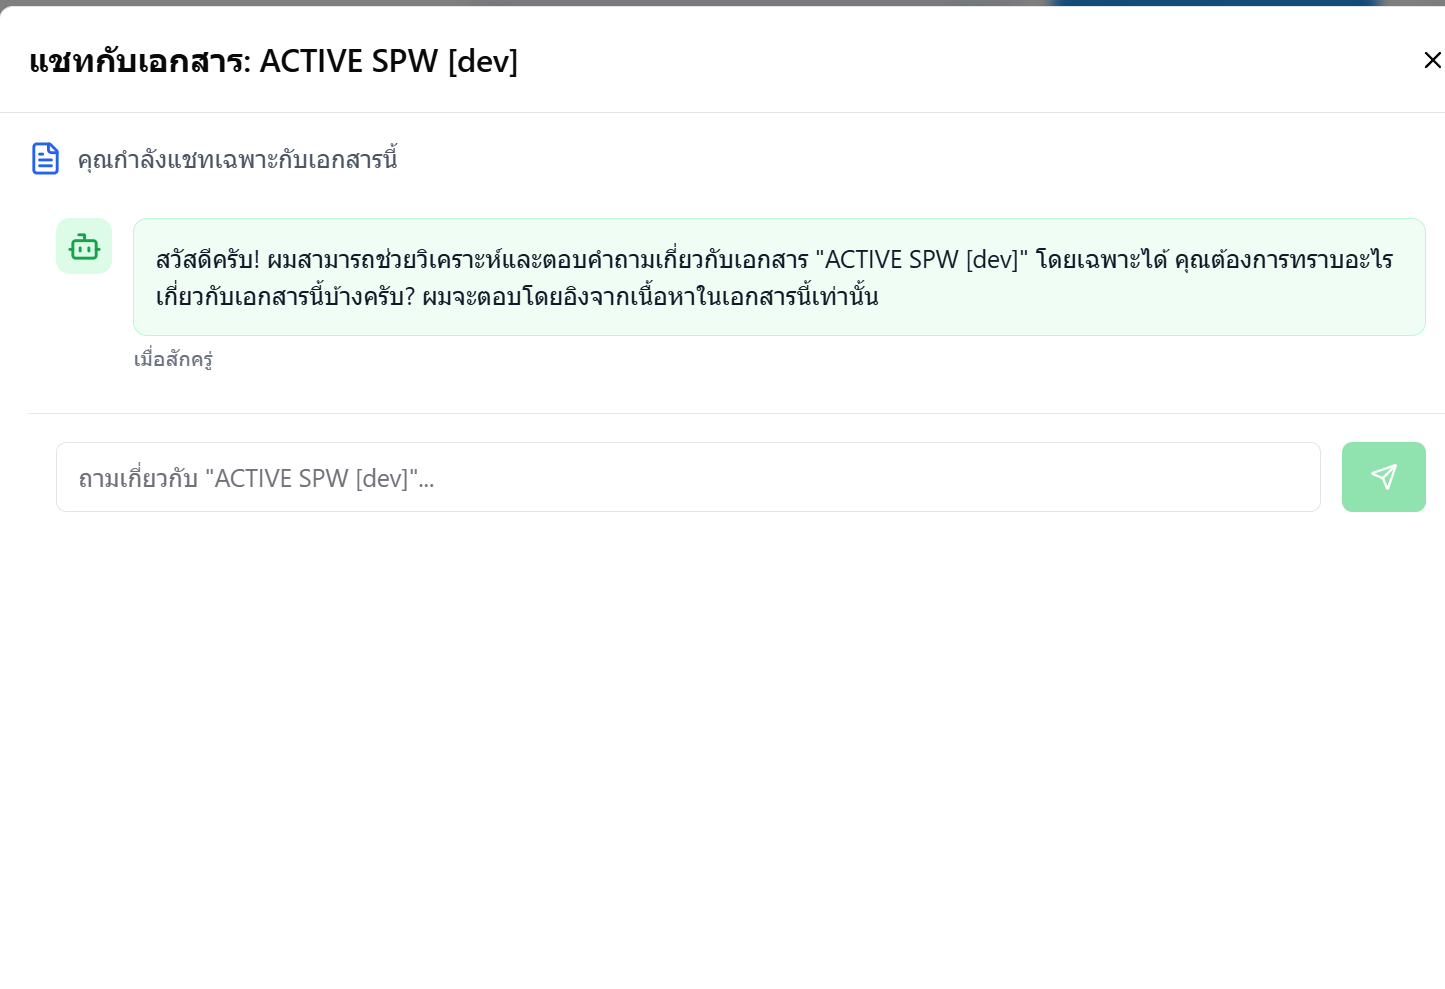 แชทกับเอกสาร: ACTIVE SPW [dev]
คุณกำลังแชทเฉพาะกับเอกสารนี้
สวัสดีครับ! ผมสามารถช่วยวิเคราะห์และตอบคำถามเกี่ยวกับเอกสาร "ACTIVE SPW [dev]" โดยเฉพาะได้ คุณต้องการทราบอะไร
เกี่ยวกับเอกสารนี้บ้างครับ? ผมจะตอบโดยอิงจากเนื้อหาในเอกสารนี้เท่านั้น
เมื่อสักครู่
ถามเกี่ยวกับ "ACTIVE SPW [dev]"...